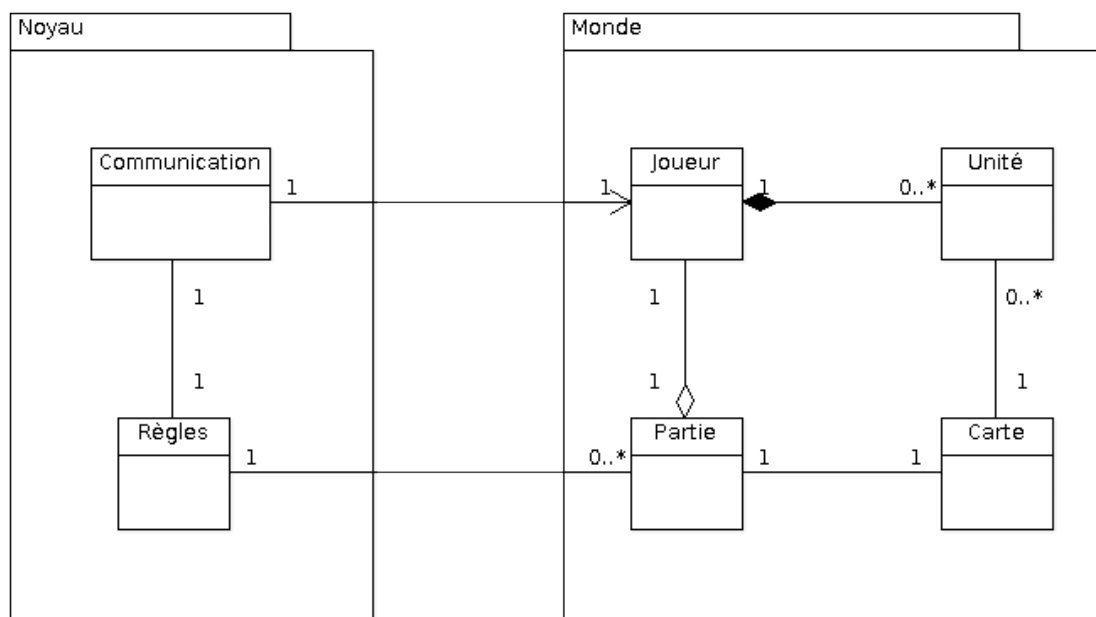 Noyau
Monde
Communication
Joueur
Unité
1
1
1
0..*
1
1
0..*
1
1
1
Règles
Partie
Carte
1
0..*
1
1